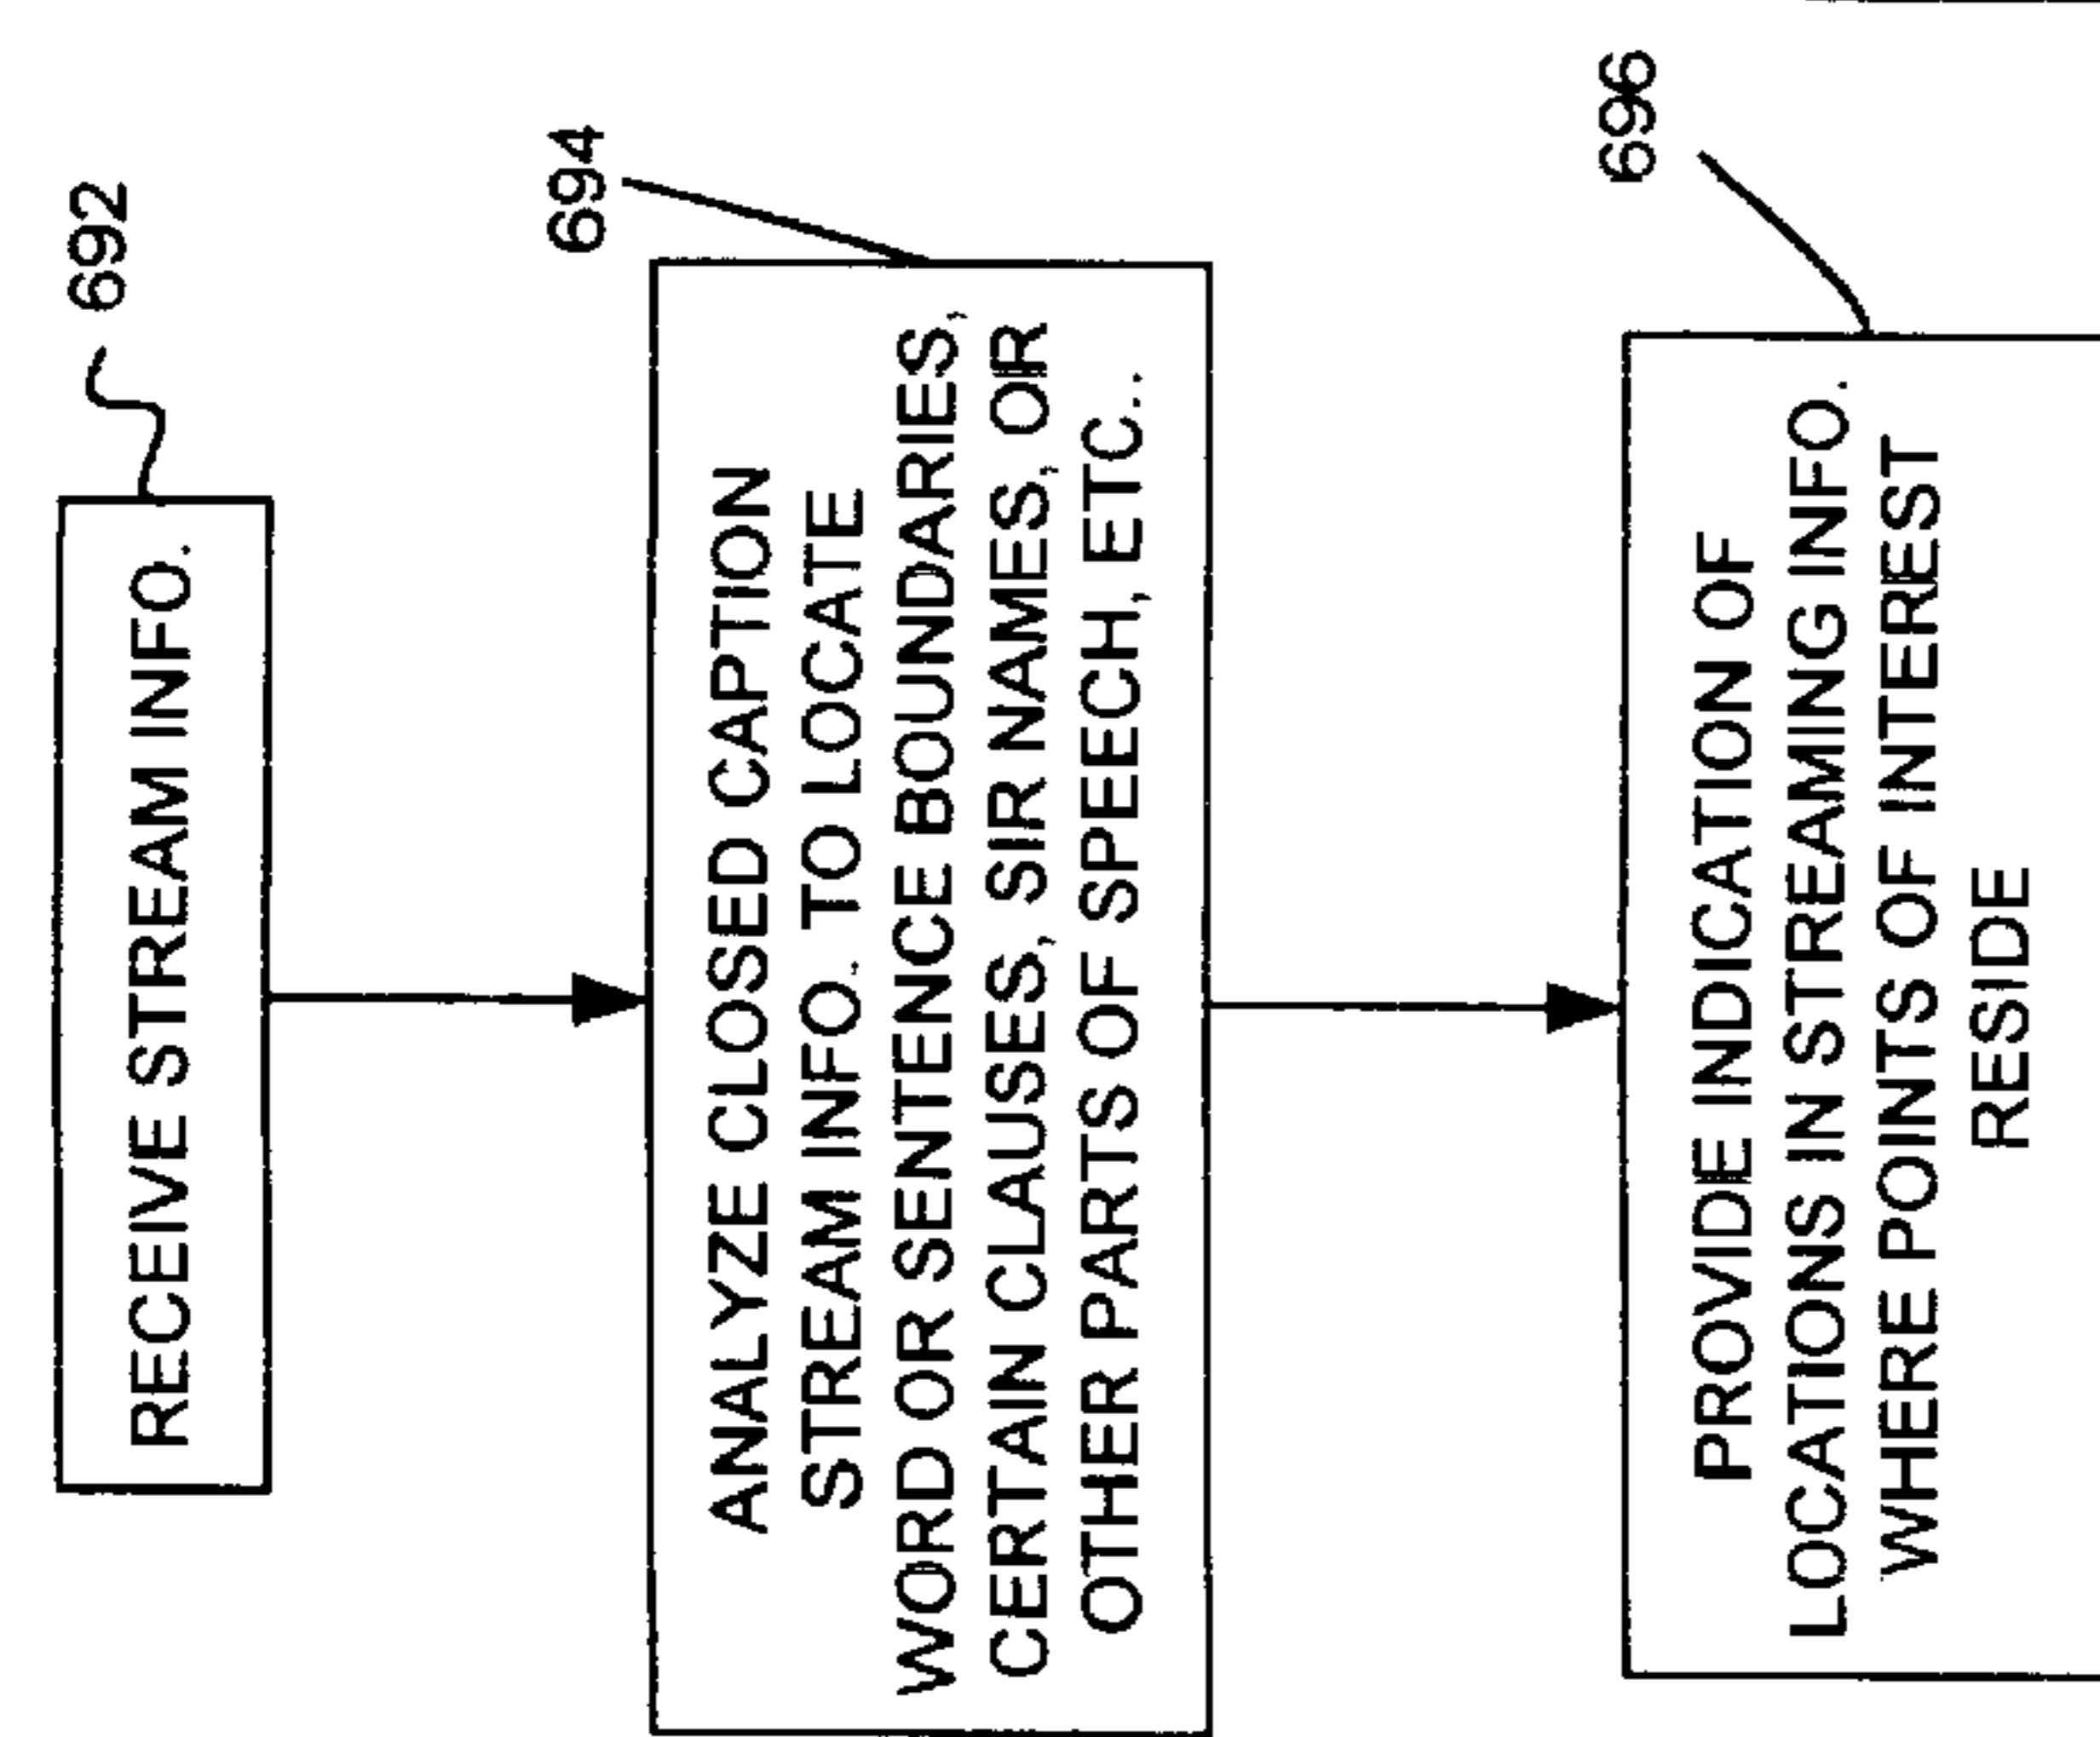 692
RECEIVE STREAM INFO.
694
ANALYZE CLOSED CAPTION
STREAM INFO. TO LOCATE
WORD OR SENTENCE BOUNDARIES,
CERTAIN CLAUSES, SIR NAMES, OR
OTHER PARTS OF SPEECH, ETC..
696
PROVIDE INDICATION OF
LOCATIONS IN STREAMING INFO.
WHERE POINTS OF INTEREST
RESIDE